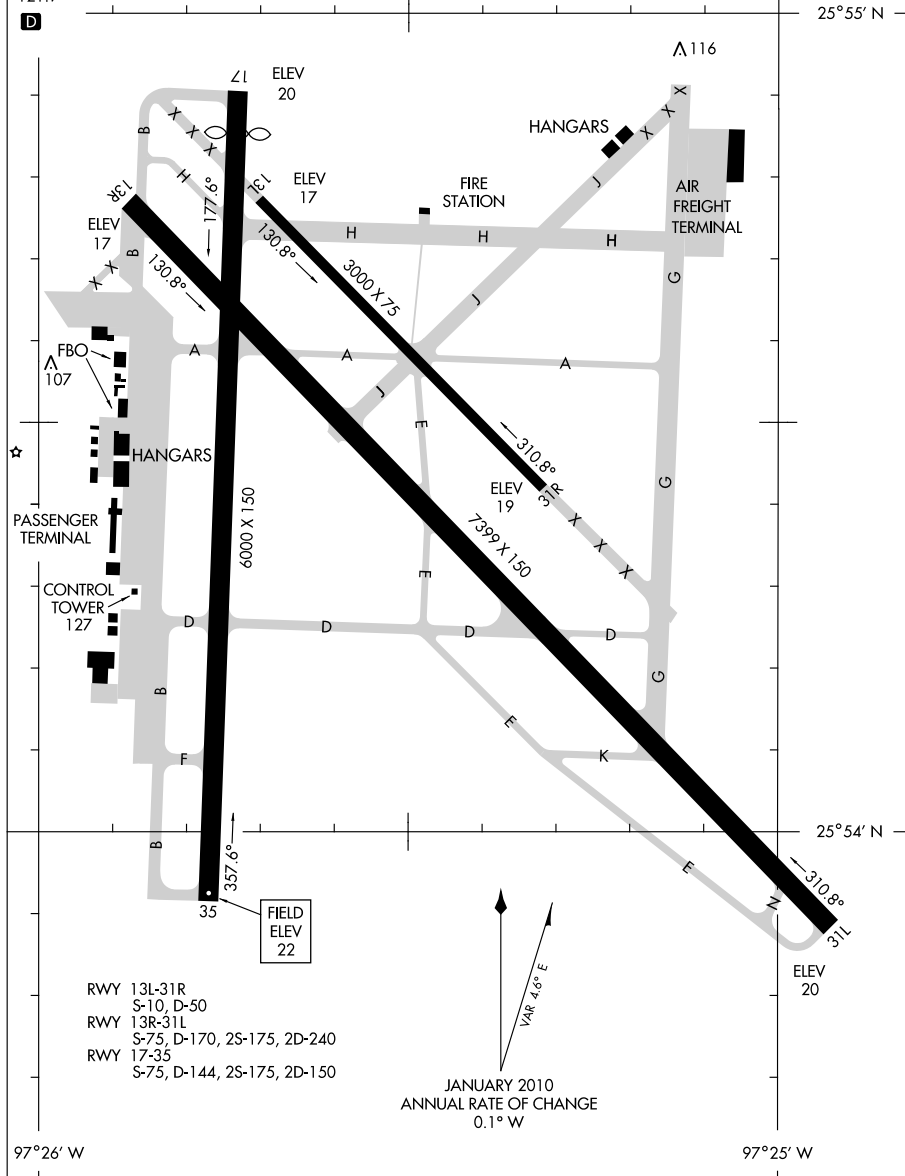 D
25°55' N
116
17
ELEV
20
X
X
X
B
HANGARS
X
X
X
J
13L
ELEV
17
FIRE
STATION
AIR
FREIGHT
TERMINAL
H
177.6°
13R
ELEV
17
B
130.8°
130.8°
H
H
H
3000 X 75
G
X
X
J
FBO
107
A
A
A
J
E
HANGARS
310.8°
ELEV
19
31R
G
X
X
X
PASSENGER
TERMINAL
6000 X 150
7399 X 150
CONTROL
TOWER
127
E
D
D
D
D
B
G
E
F
K
B
25°54' N
357.6°
E
310.8°
N
35
FIELD
ELEV
22
31L
ELEV
20
VAR 4.6° E
RWY 13L-31R
S-10, D-50
RWY 13R-31L
S-75, D-170, 2S-175, 2D-240
RWY 17-35
S-75, D-144, 2S-175, 2D-150
JANUARY 2010
ANNUAL RATE OF CHANGE
0.1° W
97°26' W
97°25' W